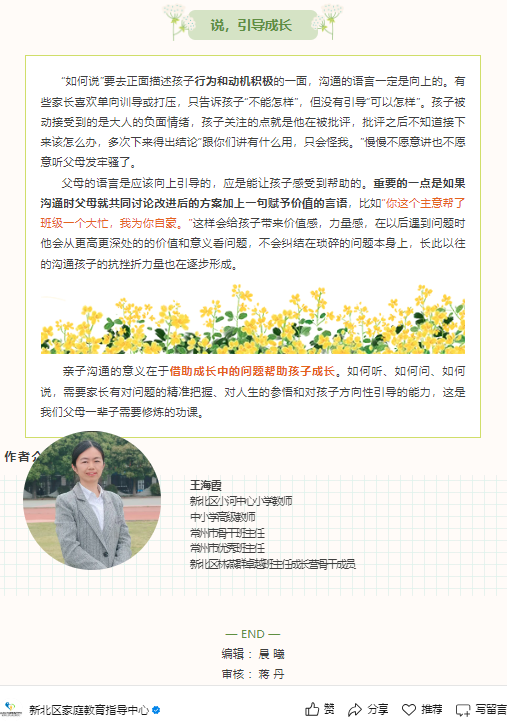 说，引导成长
“如何说”要去正面描述孩子行为和动机积极的一面，沟通的语言一定是向上的。有
些家长喜欢单向训导或打压，只告诉孩子“不能怎样”，但没有引导“可以怎样”。孩子被
动接受到的是大人的负面情绪，孩子关注的点就是他在被批评，批评之后不知道接下
来该怎么办，多次下来得出结论“跟你们讲有什么用，只会怪我。”慢慢不愿意讲也不愿
意听父母发牢骚了。
父母的语言是应该向上引导的，应是能让孩子感受到帮助的。重要的一点是如果
沟通时父母就共同讨论改进后的方案加上一句赋予价值的言语，比如“你这个主意帮了
班级一个大忙，我为你自豪。”这样会给孩子带来价值感，力量感，在以后遇到问题时
他会从更高更深处的的价值和意义看问题，不会纠结在琐碎的问题本身上，长此以往
的沟通孩子的抗挫折力量也在逐步形成。
亲子沟通的意义在于借助成长中的问题帮助孩子成长。如何听、如何问、如何
说，需要家长有对问题的精准把握、对人生的参悟和对孩子方向性引导的能力，这是
我们父母一辈子需要修炼的功课。
作者介
王海霞
新北区小河中心小学教师
中小学高级教师
常州市骨干班主任
常州市优秀班主任
新北区林森群卓越班主任成长营骨干成员
— END —
编辑：晨曦
审核：蒋丹
新北区家庭教育指导中心
赞
分享
推荐
写留言